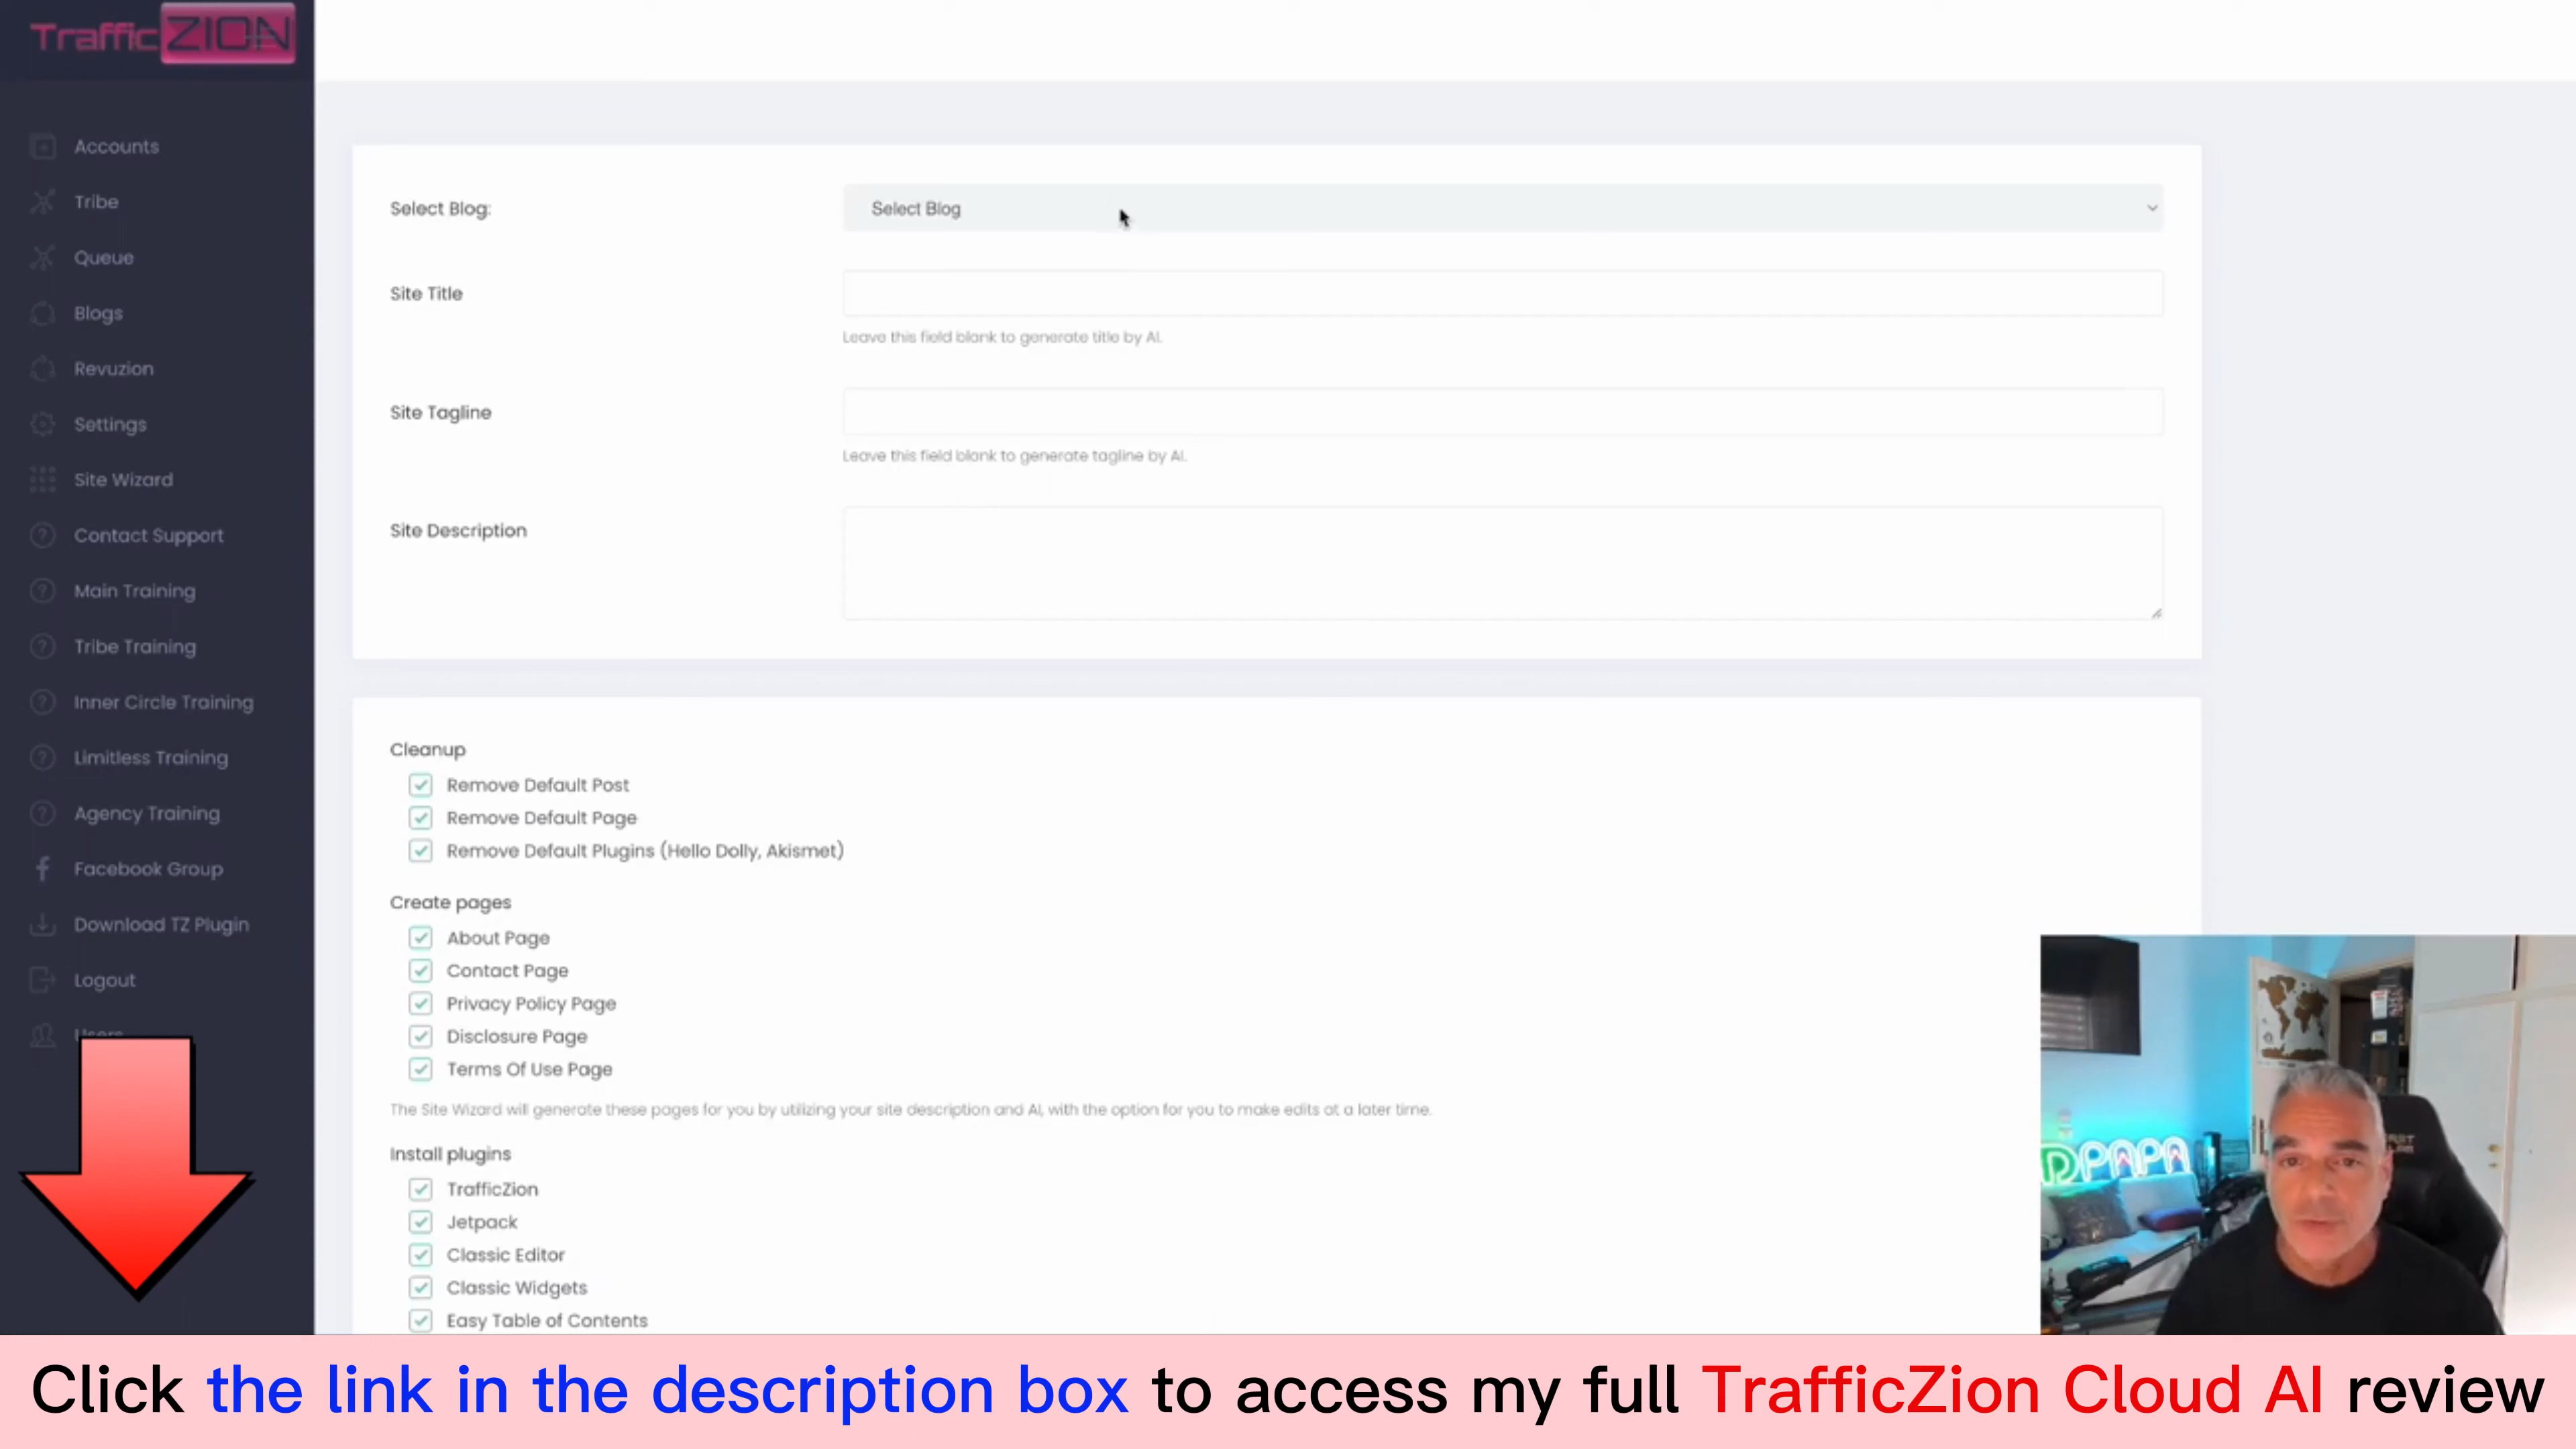 TrafficZION
Accounts
Tribe
Queue
Blogs
Revuzion
Settings
Site Wizard
Contact Support
Main Training
Tribe Training
Inner Circle Training
Limitless Training
Agency Training
Facebook Group
Download TZ Plugin
Logout
Users
Select Blog:
Select Blog
Site Title
Leave this field blank to generate title by AI.
Site Tagline
Leave this field blank to generate tagline by AI.
Site Description
Cleanup
Remove Default Post
Remove Default Page
Remove Default Plugins (Hello Dolly, Akismet)
Create pages
About Page
Contact Page
Privacy Policy Page
Disclosure Page
Terms Of Use Page
The Site Wizard will generate these pages for you by utilizing your site description and AI, with the option for you to make edits at a later time.
Install plugins
TrafficZion
Jetpack
Classic Editor
Classic Widgets
Easy Table of Contents
DPAPA
Click the link in the description box to access my full TrafficZion Cloud AI review